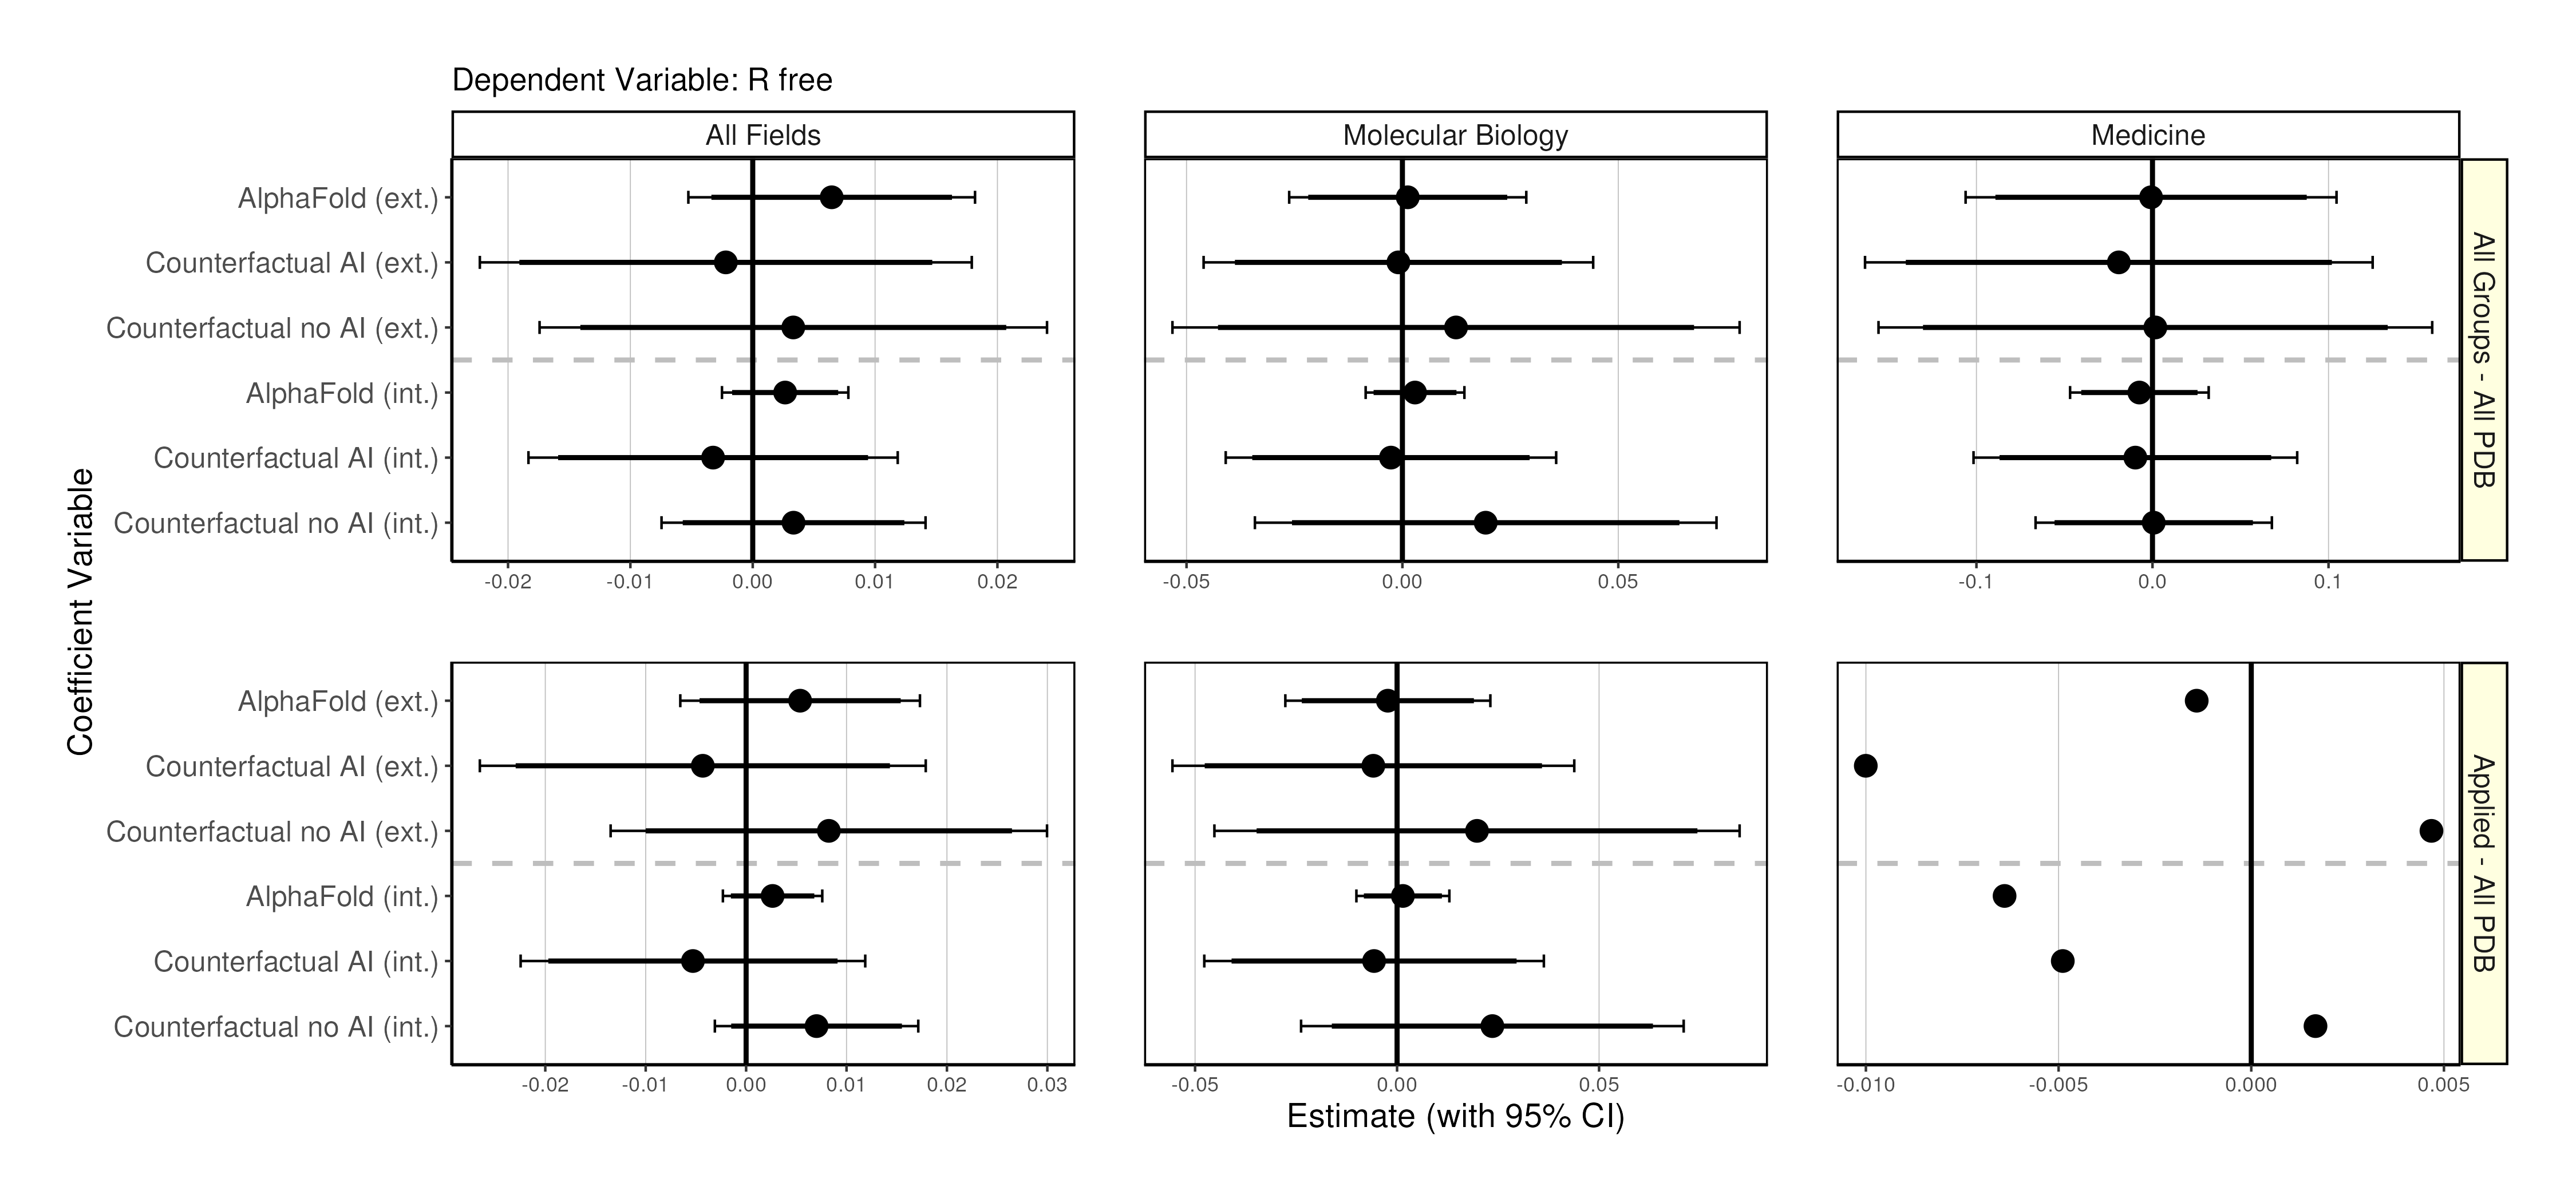 Dependent Variable: R free
All Fields
Molecular Biology
Medicine
Coefficient Variable
AlphaFold (ext.)
Counterfactual AI (ext.)
Counterfactual no AI (ext.)
AlphaFold (int.)
Counterfactual AI (int.)
Counterfactual no AI (int.)
All Groups - All PDB
-0.02 -0.01 0.00 0.01 0.02
-0.05 0.00 0.05
-0.1 0.0 0.1
AlphaFold (ext.)
Counterfactual AI (ext.)
Counterfactual no AI (ext.)
AlphaFold (int.)
Counterfactual AI (int.)
Counterfactual no AI (int.)
Applied - All PDB
-0.02 -0.01 0.00 0.01 0.02 0.03
-0.05 0.00 0.05
-0.010 -0.005 0.000 0.005
Estimate (with 95% CI)